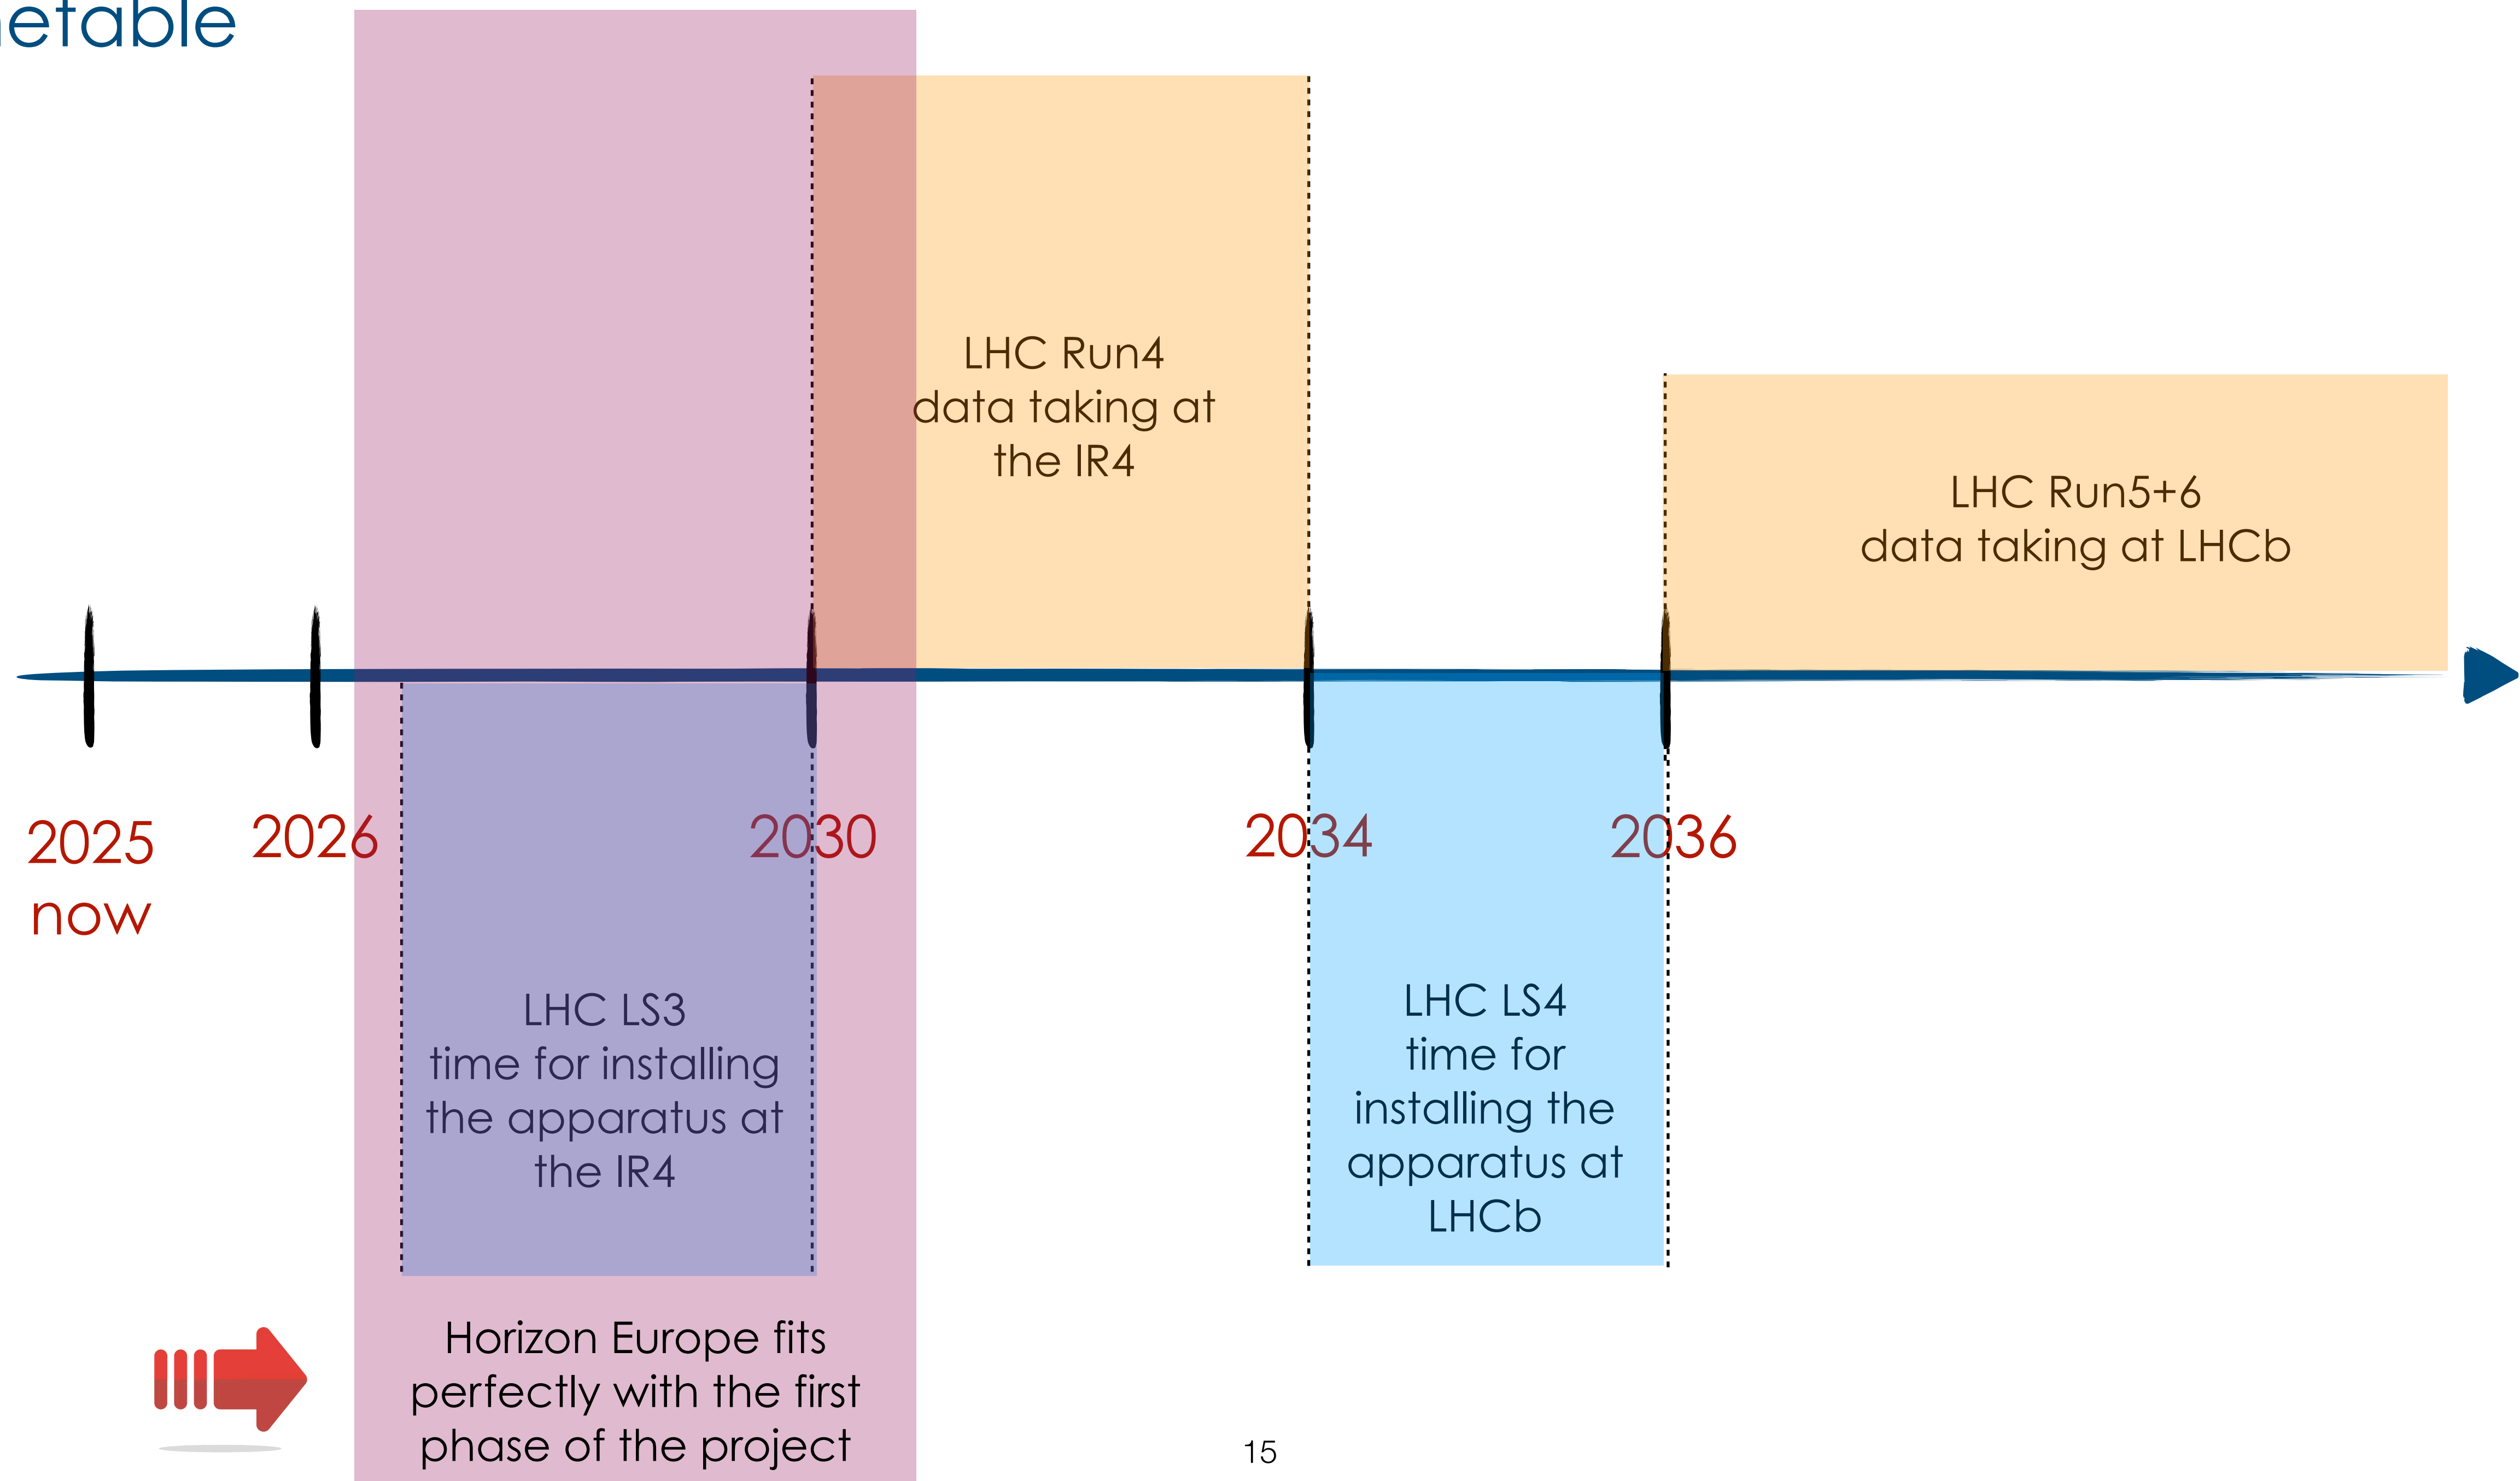 etable
LHC Run4
data taking at
the IR4
LHC Run5+6
data taking at LHCb
2025
now
2026
2030
2034
2036
LHC LS3
time for installing
the apparatus at
the IR4
LHC LS4
time for
installing the
apparatus at
LHCb
Horizon Europe fits
perfectly with the first
phase of the project
15